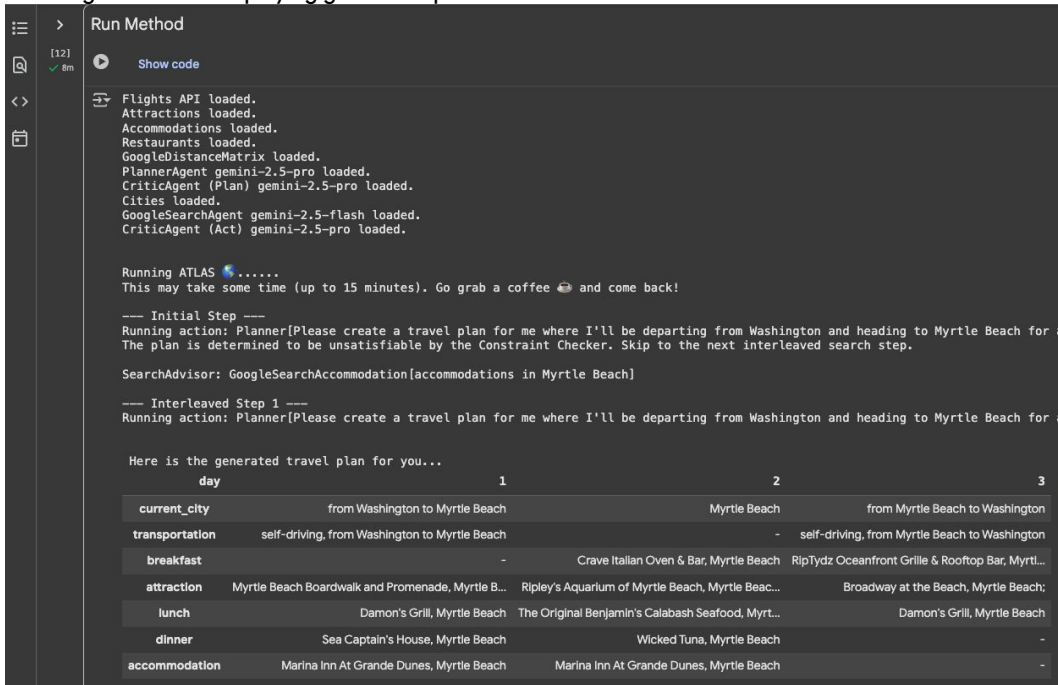 Run Method
[12]
8m
Show code
Flights API loaded.
Attractions loaded.
Accommodations loaded.
Restaurants loaded.
GoogleDistanceMatrix loaded.
PlannerAgent gemini-2.5-pro loaded.
CriticAgent (Plan) gemini-2.5-pro loaded.
Cities loaded.
GoogleSearchAgent gemini-2.5-flash loaded.
CriticAgent (Act) gemini-2.5-pro loaded.
Running ATLAS 🌎......
This may take some time (up to 15 minutes). Go grab a coffee ☕ and come back!
--- Initial Step ---
Running action: Planner[Please create a travel plan for me where I'll be departing from Washington and heading to Myrtle Beach for
The plan is determined to be unsatisfiable by the Constraint Checker. Skip to the next interleaved search step.
SearchAdvisor: GoogleSearchAccommodation[accommodations in Myrtle Beach]
--- Interleaved Step 1 ---
Running action: Planner[Please create a travel plan for me where I'll be departing from Washington and heading to Myrtle Beach for
Here is the generated travel plan for you...
day 1 2 3
current_city from Washington to Myrtle Beach Myrtle Beach from Myrtle Beach to Washington
transportation self-driving, from Washington to Myrtle Beach - self-driving, from Myrtle Beach to Washington
breakfast - Crave Italian Oven & Bar, Myrtle Beach RipTydz Oceanfront Grille & Rooftop Bar, Myrtl...
attraction Myrtle Beach Boardwalk and Promenade, Myrtle B... Ripley's Aquarium of Myrtle Beach, Myrtle Beac... Broadway at the Beach, Myrtle Beach;
lunch Damon's Grill, Myrtle Beach The Original Benjamin's Calabash Seafood, Myrt... Damon's Grill, Myrtle Beach
dinner Sea Captain's House, Myrtle Beach Wicked Tuna, Myrtle Beach -
accommodation Marina Inn At Grande Dunes, Myrtle Beach Marina Inn At Grande Dunes, Myrtle Beach -